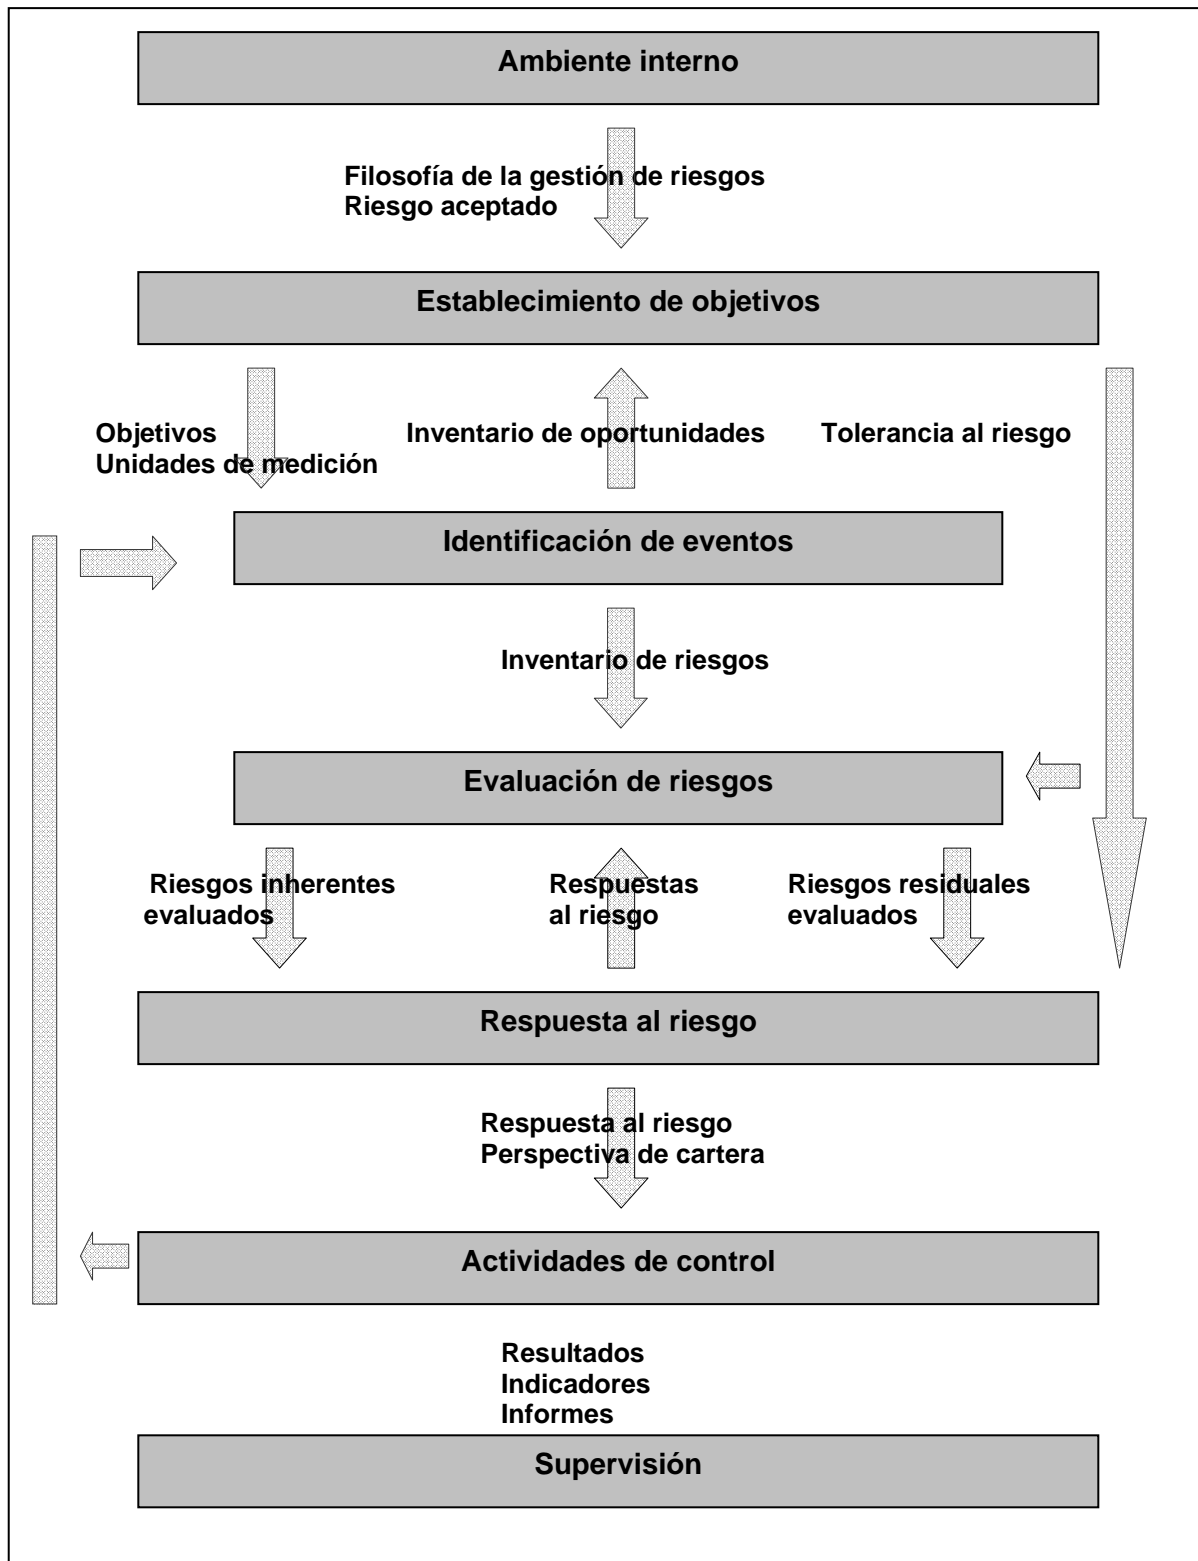 Ambiente interno
Filosofía de la gestión de riesgos
Riesgo aceptado
Establecimiento de objetivos
Objetivos
Unidades de medición
Inventario de oportunidades
Tolerancia al riesgo
Identificación de eventos
Inventario de riesgos
Evaluación de riesgos
Riesgos inherentes
evaluados
Respuestas
al riesgo
Riesgos residuales
evaluados
Respuesta al riesgo
Respuesta al riesgo
Perspectiva de cartera
Actividades de control
Resultados
Indicadores
Informes
Supervisión